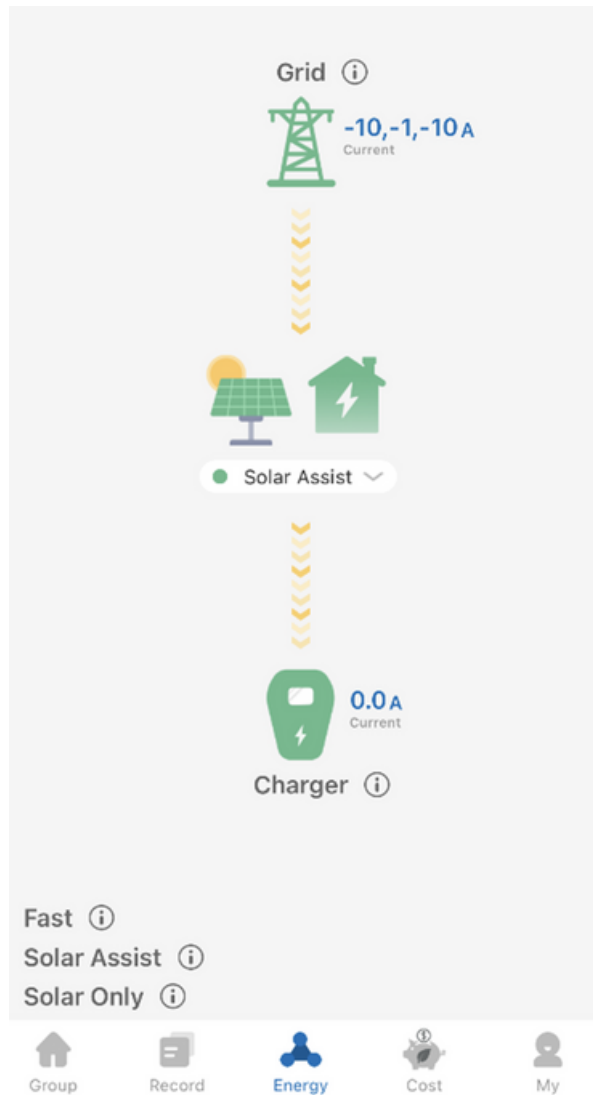 Grid
-10,-1,-10 A
Current
Solar Assist
0.0 A
Current
Charger
Fast
Solar Assist
Solar Only
Group Record Energy Cost My